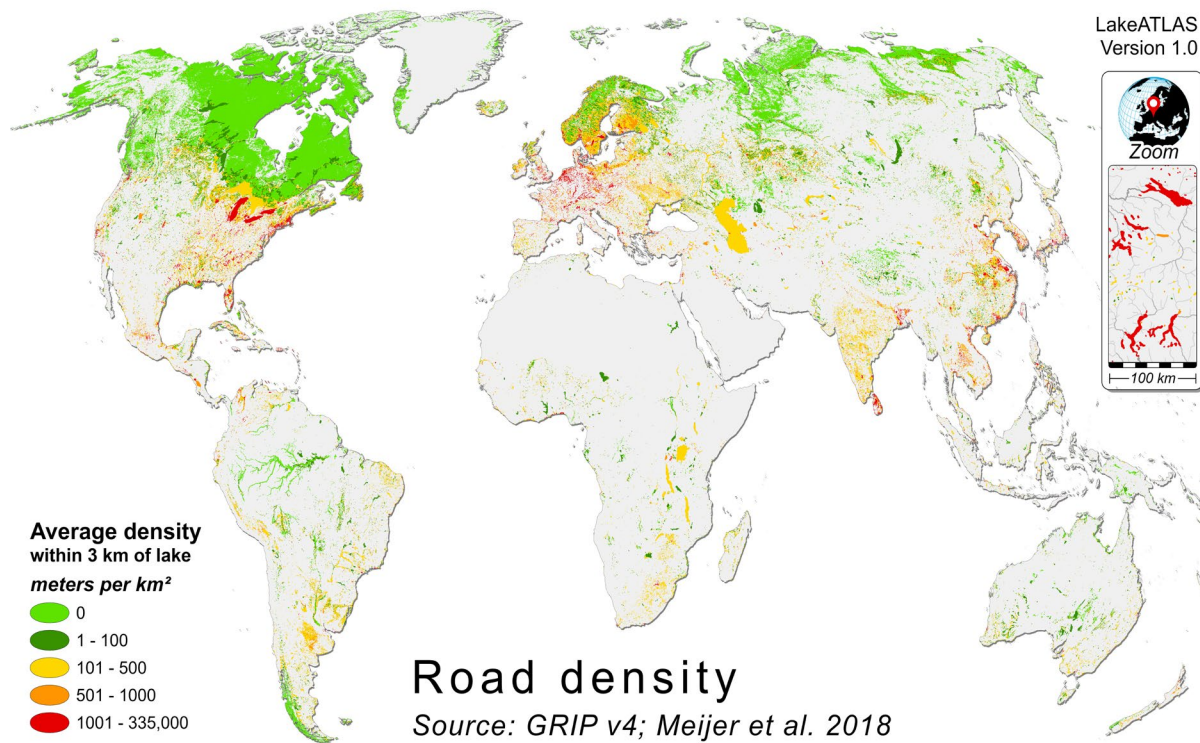 LakeATLAS
Version 1.0
Zoom
100 km
Average density
within 3 km of lake
meters per km²
0
1 - 100
101 - 500
501 - 1000
1001 - 335,000
Road density
Source: GRIP v4; Meijer et al. 2018